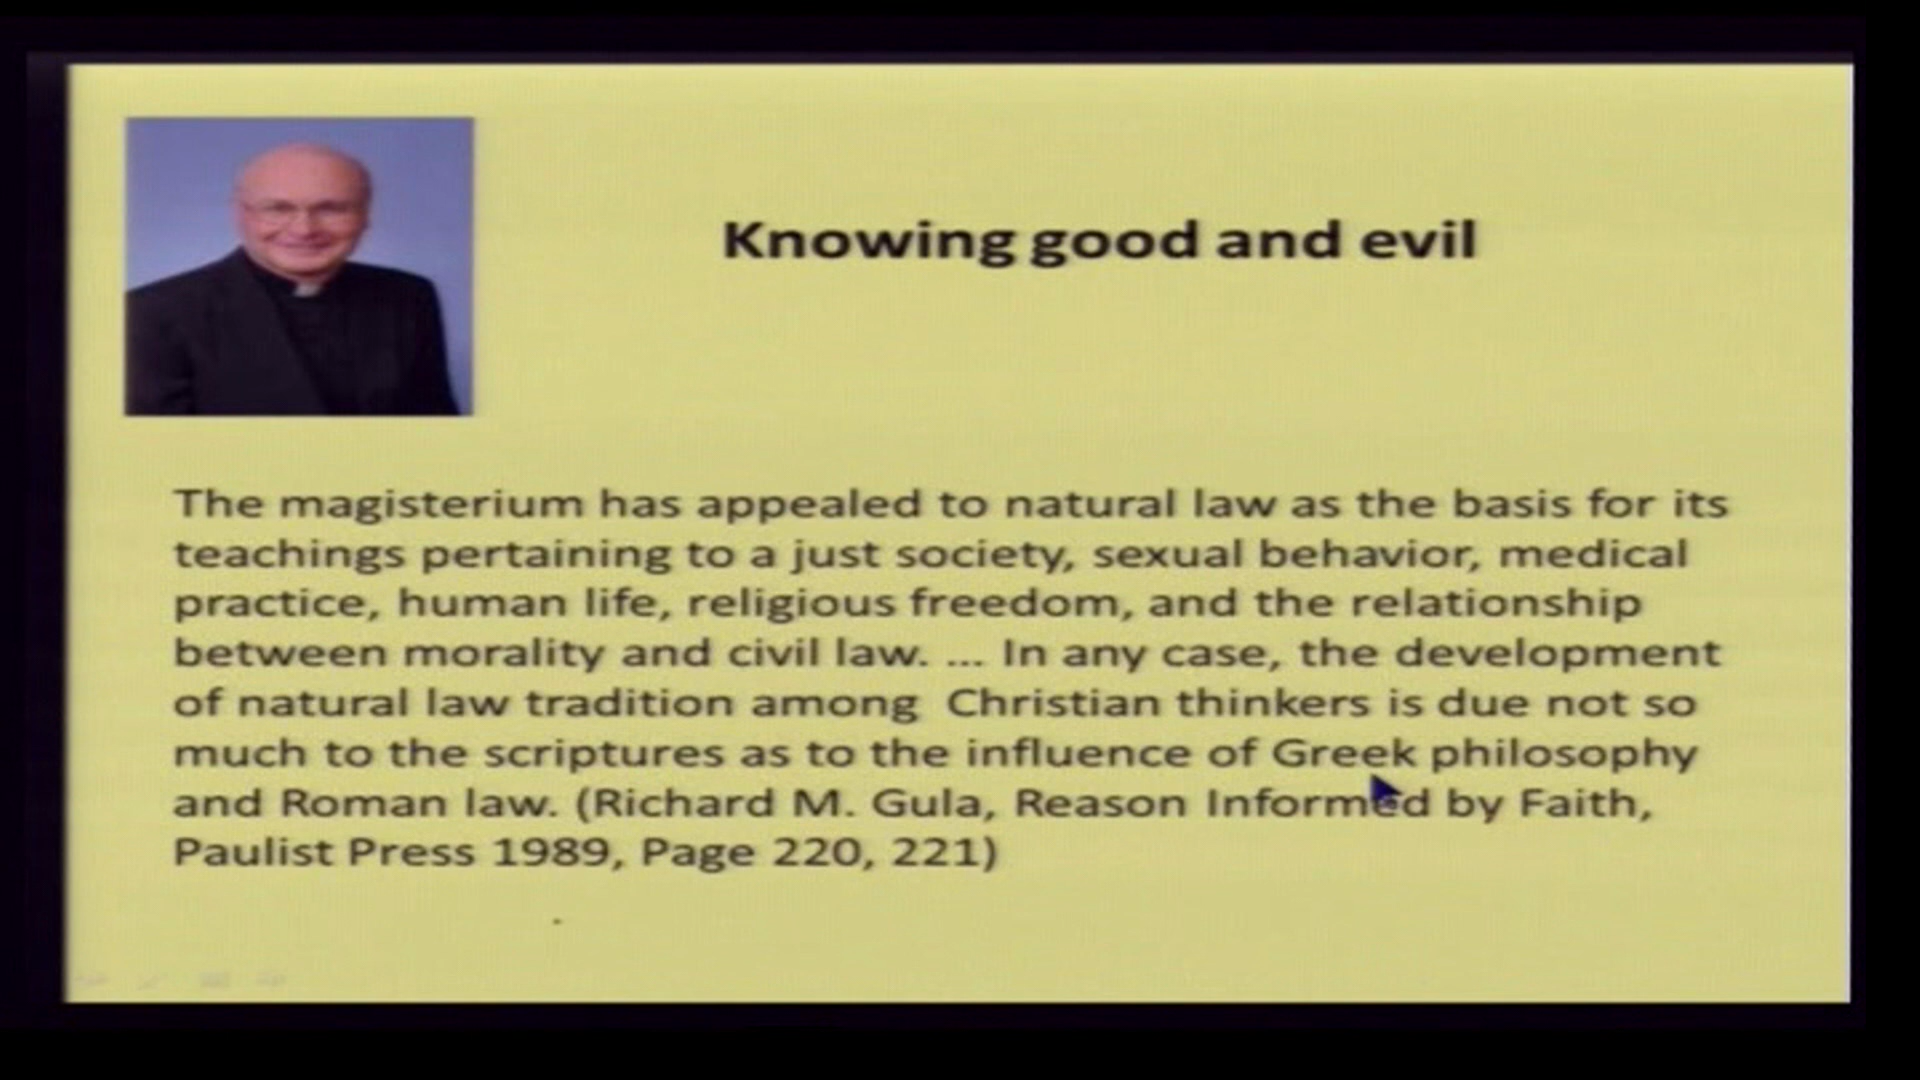 Knowing good and evil
The magisterium has appealed to natural law as the basis for its
teachings pertaining to a just society, sexual behavior, medical
practice, human life, religious freedom, and the relationship
between morality and civil law. ... In any case, the development
of natural law tradition among  Christian thinkers is due not so
much to the scriptures as to the influence of Greek philosophy
and Roman law. (Richard M. Gula, Reason Informed by Faith,
Paulist Press 1989, Page 220, 221)